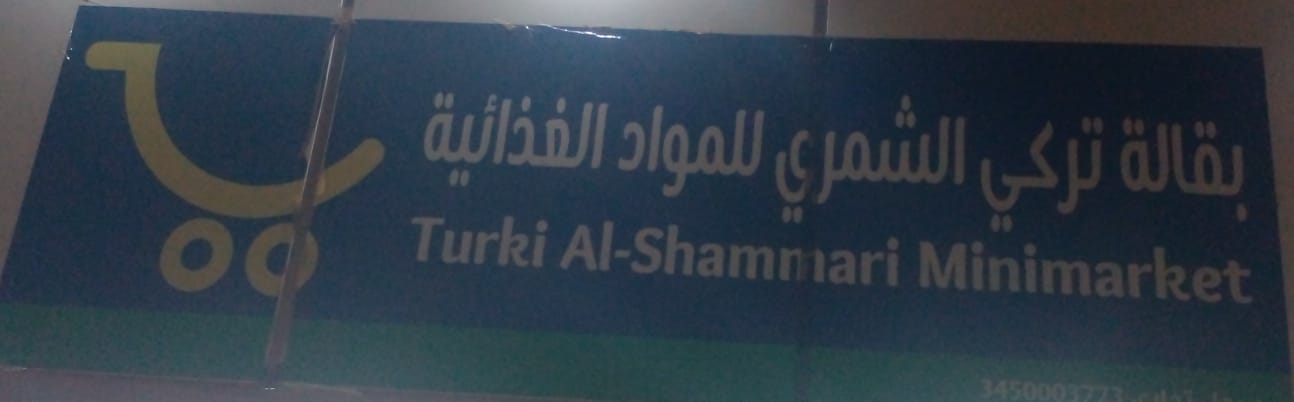 بقالة تركي الشمري للمواد الغذائية
Turki Al-Shammari Minimarket